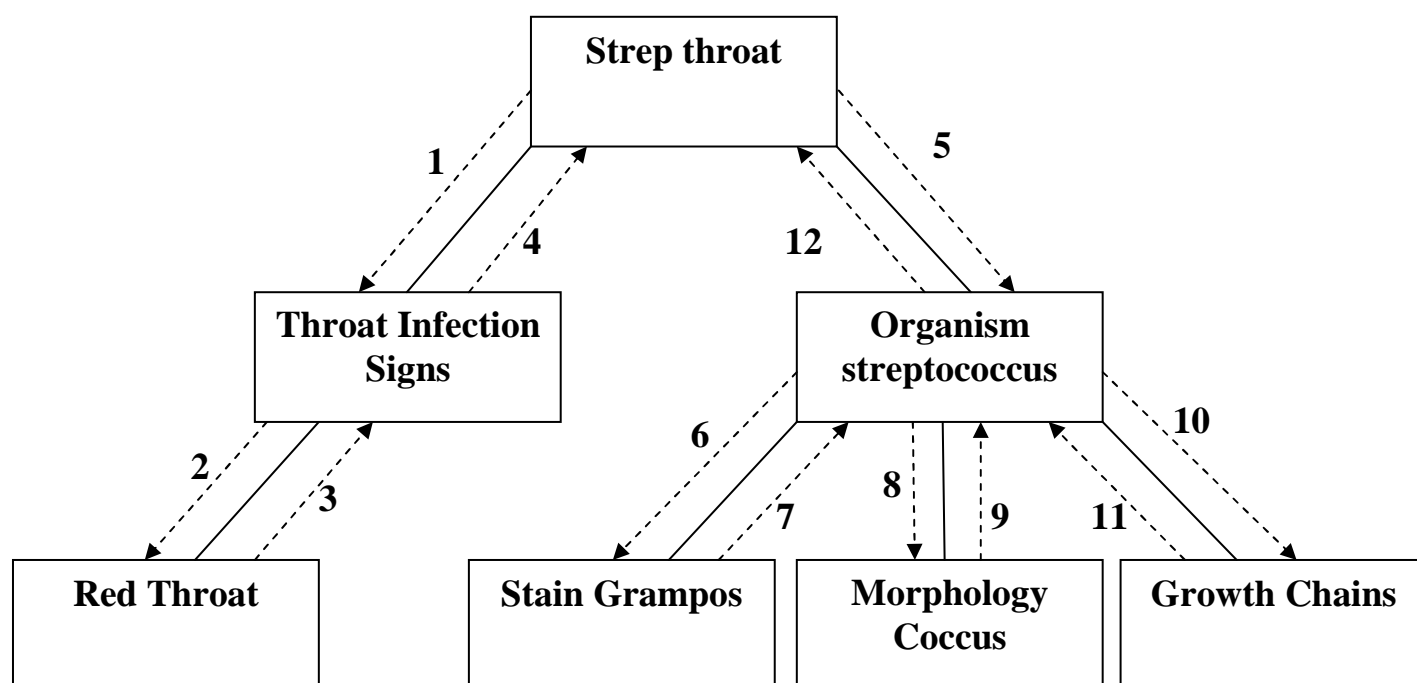 Strep throat
1
5
4
12
Throat Infection
Signs
Organism
streptococcus
2
3
6
7
8
9
10
11
Red Throat
Stain Grampos
Morphology
Coccus
Growth Chains